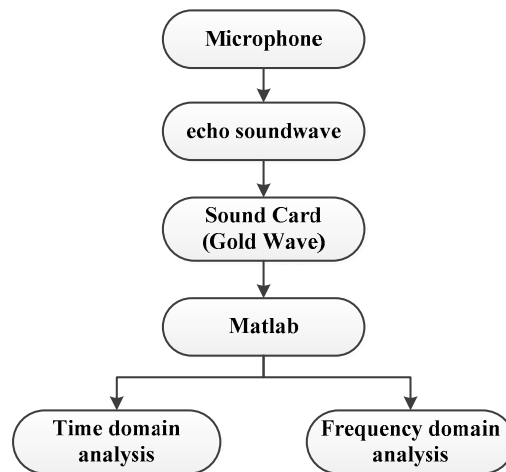 Microphone
echo soundwave
Sound Card
(Gold Wave)
Matlab
Time domain
analysis
Frequency domain
analysis